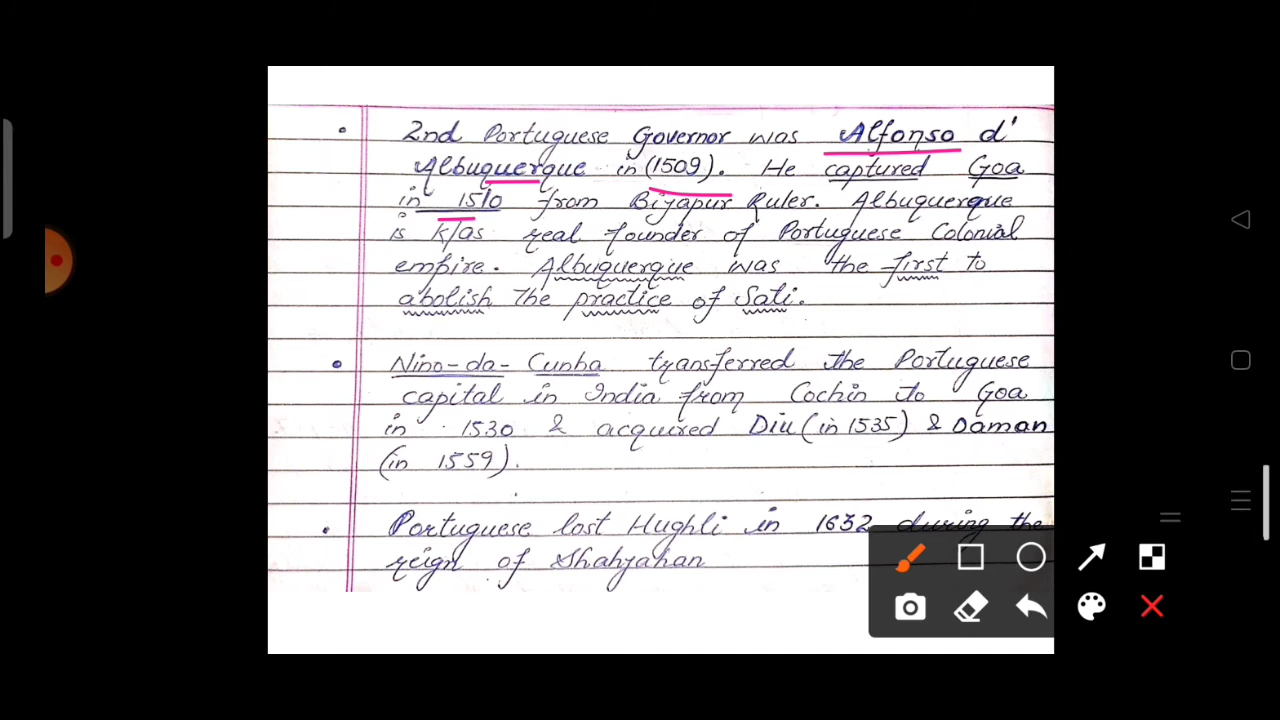 2nd Portuguese Governor was Alfonso d'
Albuquerque in (1509). He captured Goa
in 1510 from Bijapur Ruler. Albuquerque
is k/as real founder of Portuguese Colonial
empire. Albuquerque was the first to
abolish the practice of Sati.
Nino-da-Cunha transferred the Portuguese
capital in India from Cochin to Goa
in 1530 & acquired Diu (in 1535) & Daman
(in 1559).
Portuguese lost Hughli in 1632 during the
reign of Shahjahan